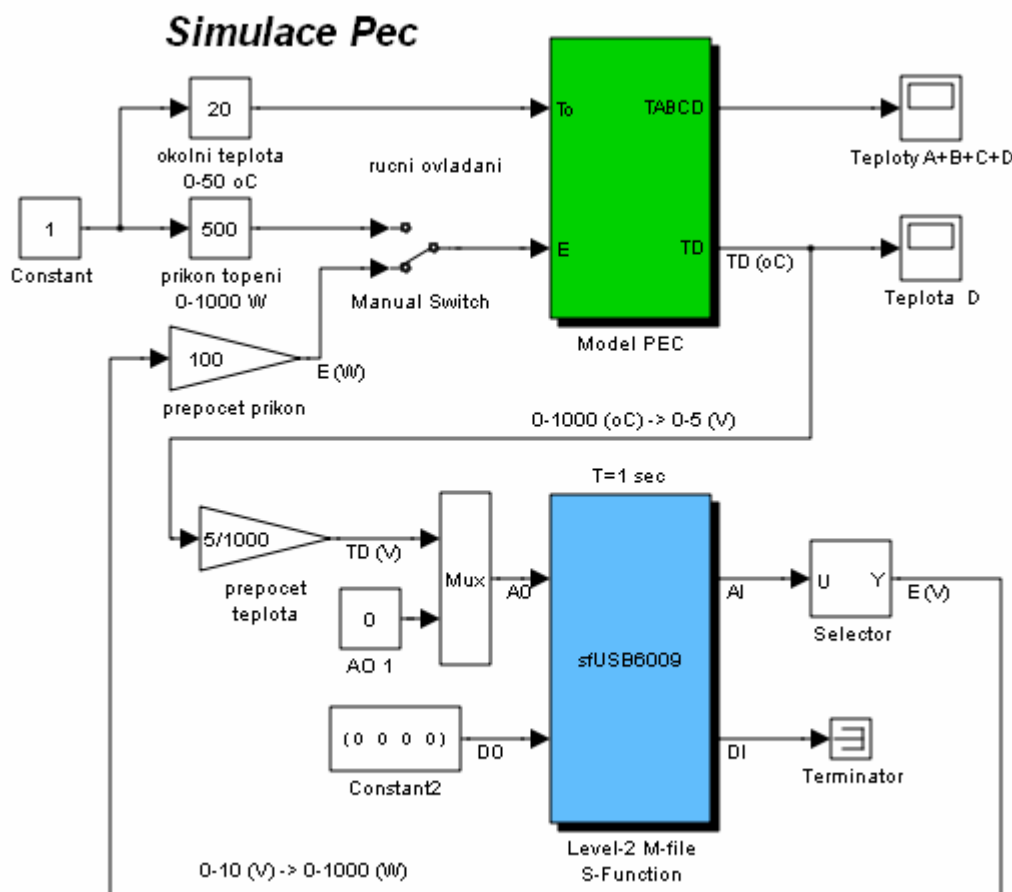 Simulace Pec
20
okolni teplota
0-50 oC
To
TABCD
Teploty A+B+C+D
rucni ovladani
1
Constant
500
prikon topeni
0-1000 W
Manual Switch
E
TD
TD (oC)
Teplota D
Model PEC
100
E (W)
prepocet prikon
0-1000 (oC) -> 0-5 (V)
T=1 sec
5/1000
TD (V)
prepocet
teplota
Mux
AO
0
AO 1
sfUSB6009
AI
U Y
E (V)
Selector
(0 0 0 0)
DO
Constant2
DI
Terminator
Level-2 M-file
S-Function
0-10 (V) -> 0-1000 (W)